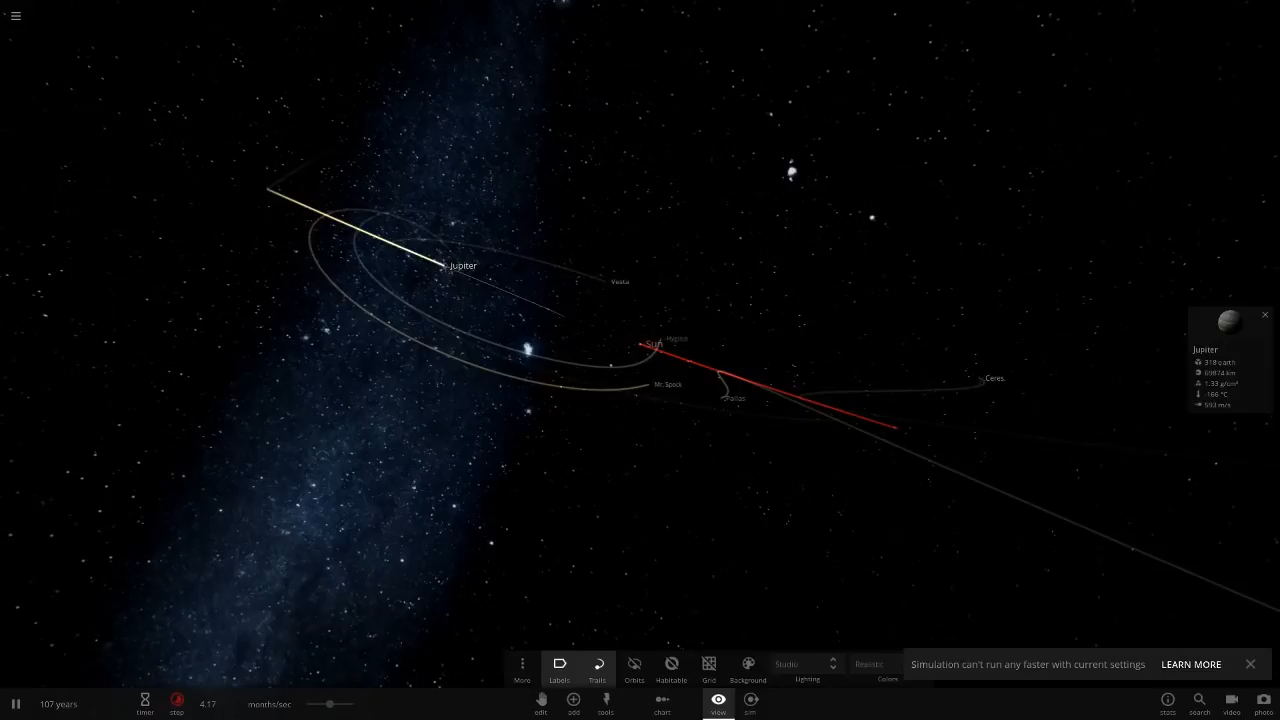 Jupiter
Vesta
Sun
Hygiea
Mr. Spock
Pallas
Ceres
Jupiter
318 earth
69874 km
1.33 g/cm³
-166 °C
593 m/s
More
Labels
Trails
Orbits
Habitable
Grid
Background
Studio
Lighting
Realistic
Colors
Simulation can't run any faster with current settings LEARN MORE
107 years
timer
step
4.17
months/sec
edit
add
tools
chart
view
sim
stats
search
video
photo